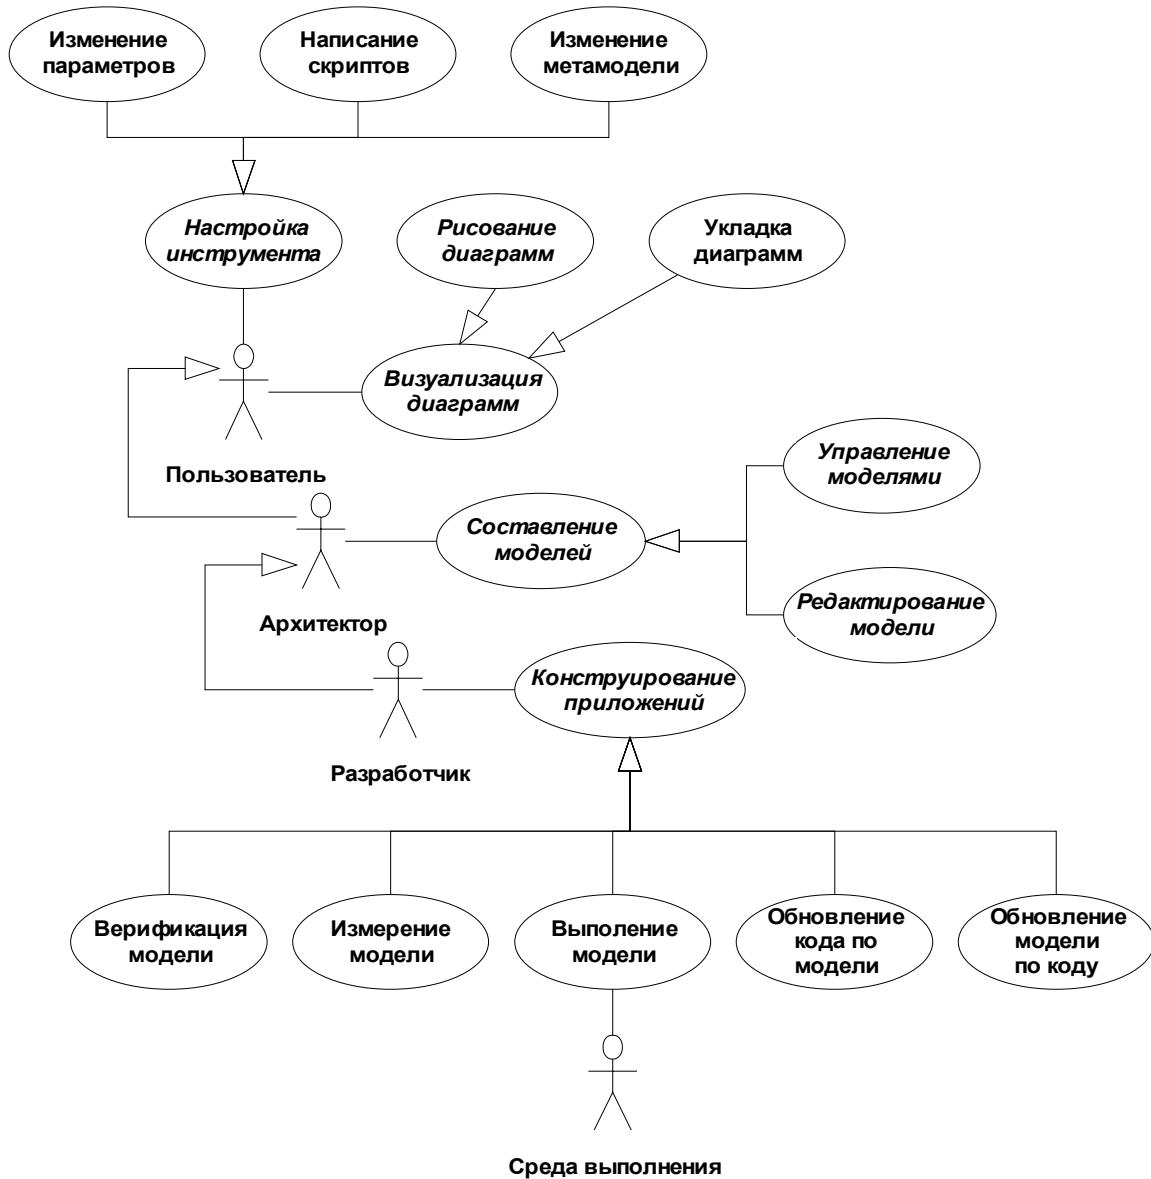 Изменение
параметров
Написание
скриптов
Изменение
метамодели
Настройка
инструмента
Рисование
диаграмм
Укладка
диаграмм
Визуализация
диаграмм
Пользователь
Управление
моделями
Составление
моделей
Редактирование
модели
Архитектор
Конструирование
приложений
Разработчик
Верификация
модели
Измерение
модели
Выполение
модели
Обновление
кода по
модели
Обновление
модели
по коду
Среда выполнения